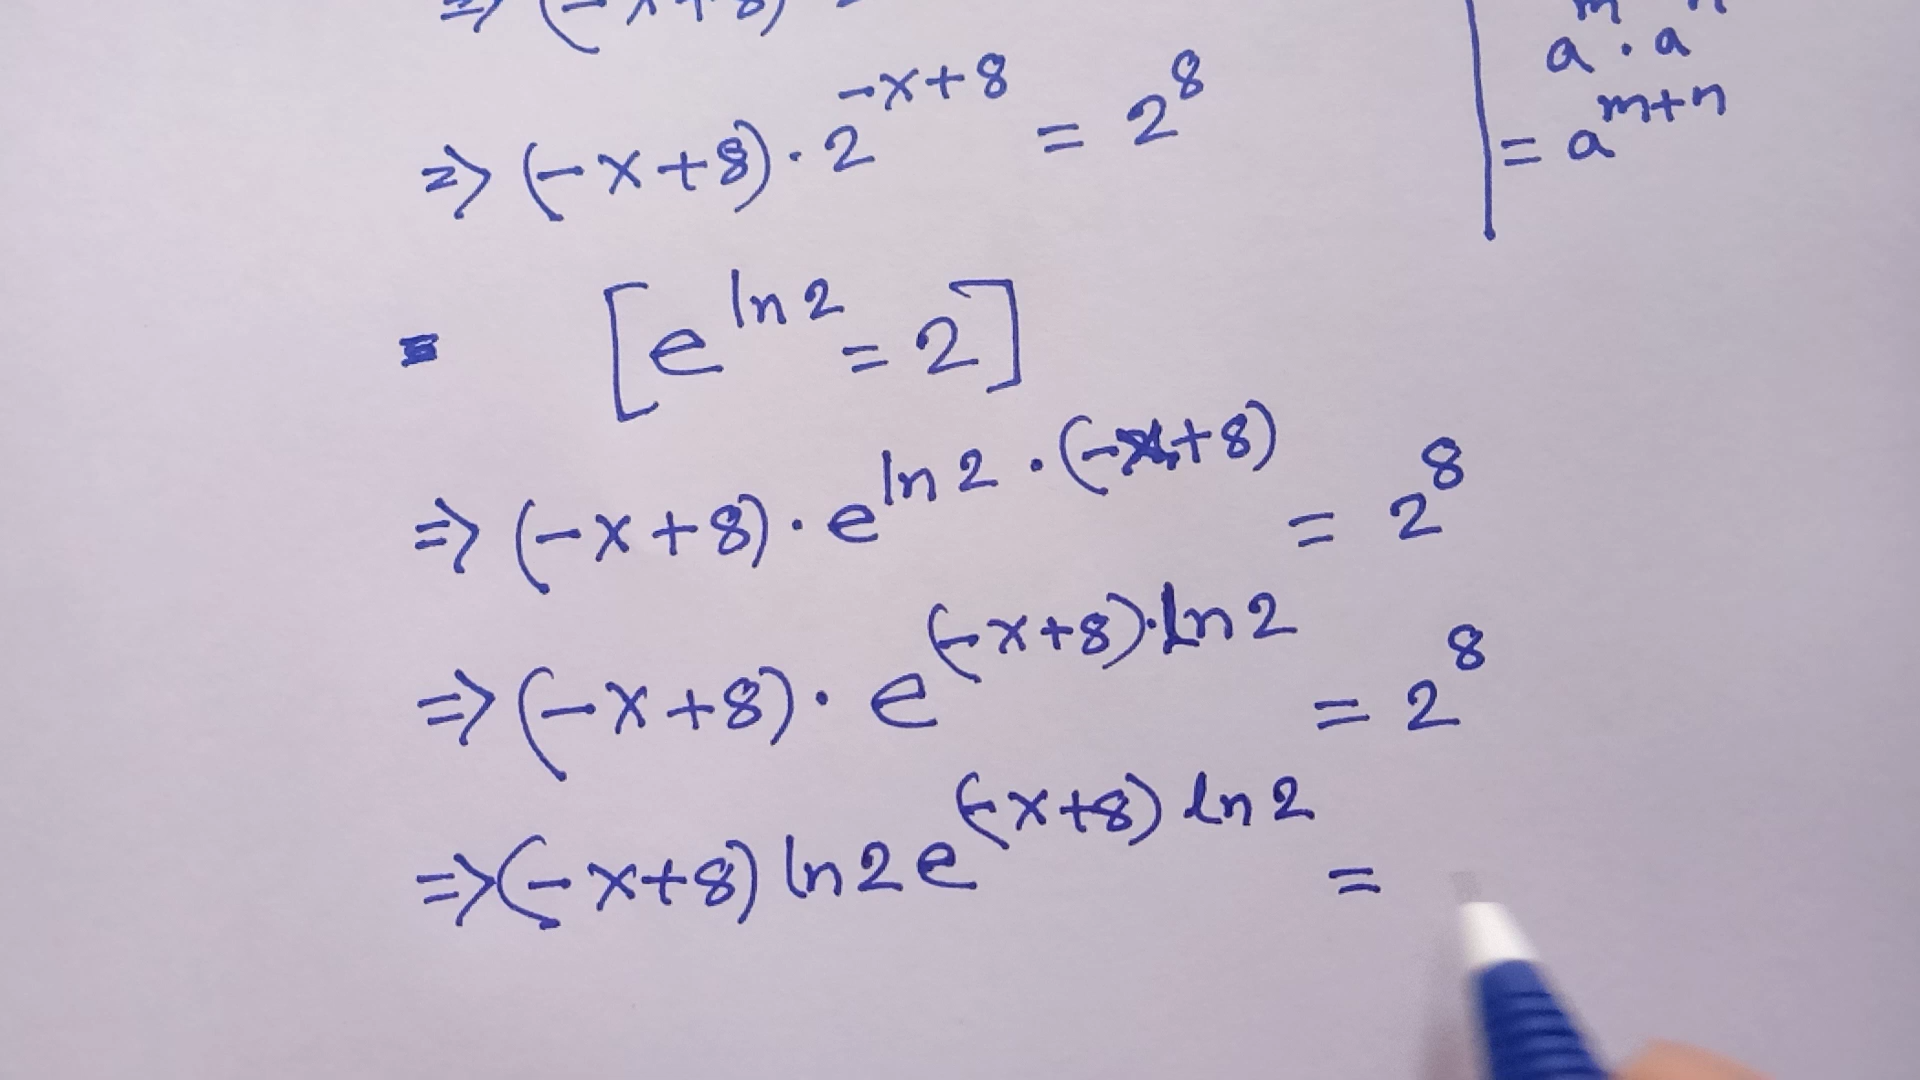 => (-x+8)
=> (-x+8) · 2^{-x+8} = 2^8
a^m · a^n
= a^{m+n}
[e^{ln 2} = 2]
=> (-x+8) · e^{ln 2 · (-x+8)} = 2^8
=> (-x+8) · e^{(-x+8) · ln 2} = 2^8
=> (-x+8) ln 2 e^{(-x+8) ln 2} =